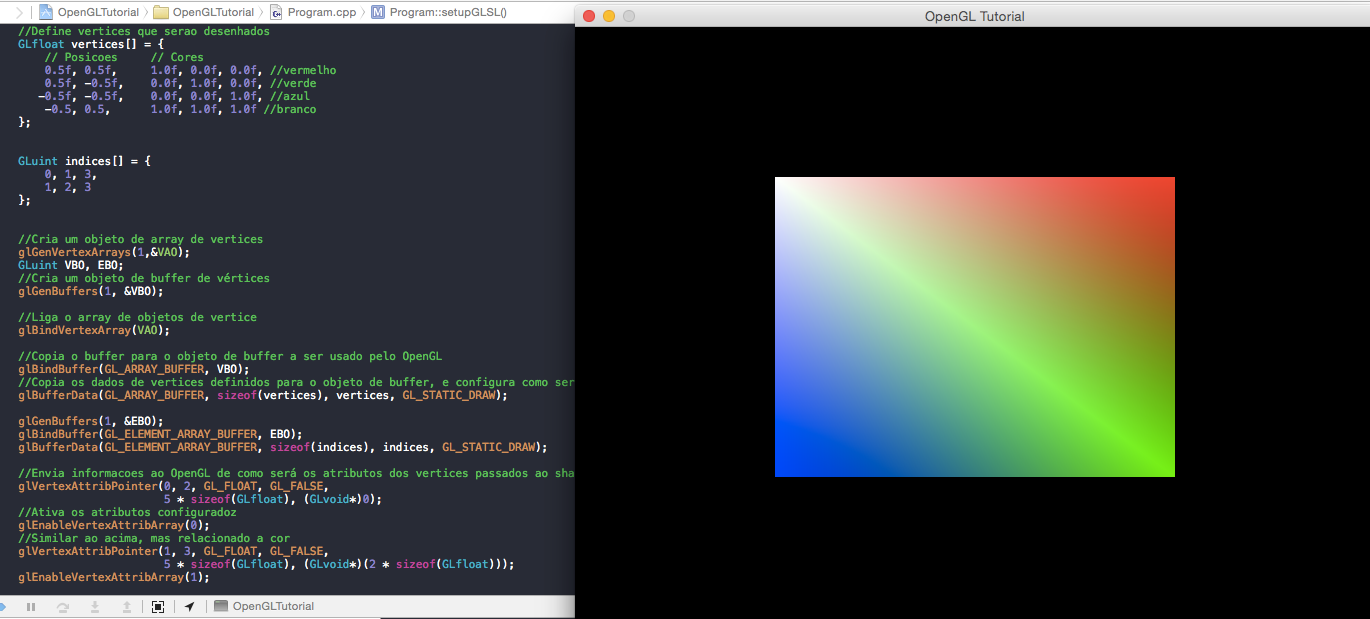 OpenGLTutorial OpenGLTutorial Program.cpp M Program::setupGLSL()
OpenGL Tutorial
//Define vertices que serao desenhados
GLfloat vertices[] = {
// Posicoes // Cores
0.5f, 0.5f, 1.0f, 0.0f, 0.0f, //vermelho
0.5f, −0.5f, 0.0f, 1.0f, 0.0f, //verde
−0.5f, −0.5f, 0.0f, 0.0f, 1.0f, //azul
−0.5, 0.5, 1.0f, 1.0f, 1.0f //branco
};
GLuint indices[] = {
0, 1, 3,
1, 2, 3
};
//Cria um objeto de array de vertices
glGenVertexArrays(1,&VAO);
GLuint VBO, EBO;
//Cria um objeto de buffer de vértices
glGenBuffers(1, &VBO);
//Liga o array de objetos de vertice
glBindVertexArray(VAO);
//Copia o buffer para o objeto de buffer a ser usado pelo OpenGL
glBindBuffer(GL_ARRAY_BUFFER, VBO);
//Copia os dados de vertices definidos para o objeto de buffer, e configura como ser
glBufferData(GL_ARRAY_BUFFER, sizeof(vertices), vertices, GL_STATIC_DRAW);
glGenBuffers(1, &EBO);
glBindBuffer(GL_ELEMENT_ARRAY_BUFFER, EBO);
glBufferData(GL_ELEMENT_ARRAY_BUFFER, sizeof(indices), indices, GL_STATIC_DRAW);
//Envia informacoes ao OpenGL de como será os atributos dos vertices passados ao sha
glVertexAttribPointer(0, 2, GL_FLOAT, GL_FALSE,
5 * sizeof(GLfloat), (GLvoid*)0);
//Ativa os atributos configuradoz
glEnableVertexAttribArray(0);
//Similar ao acima, mas relacionado a cor
glVertexAttribPointer(1, 3, GL_FLOAT, GL_FALSE,
5 * sizeof(GLfloat), (GLvoid*)(2 * sizeof(GLfloat)));
glEnableVertexAttribArray(1);
OpenGLTutorial